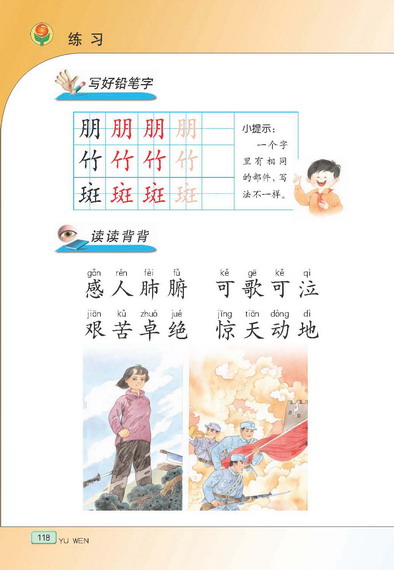 练习
写好铅笔字
朋 朋 朋 朋
竹 竹 竹 竹
斑 斑 斑 斑
小提示：
一个字
里有相同
的部件，写
法不一样。
读读背背
gǎn rén fèi fǔ kě gē kě qì
感人肺腑 可歌可泣
jiān kǔ zhuó jué jīng tiān dòng dì
艰苦卓绝 惊天动地
118 YU WEN